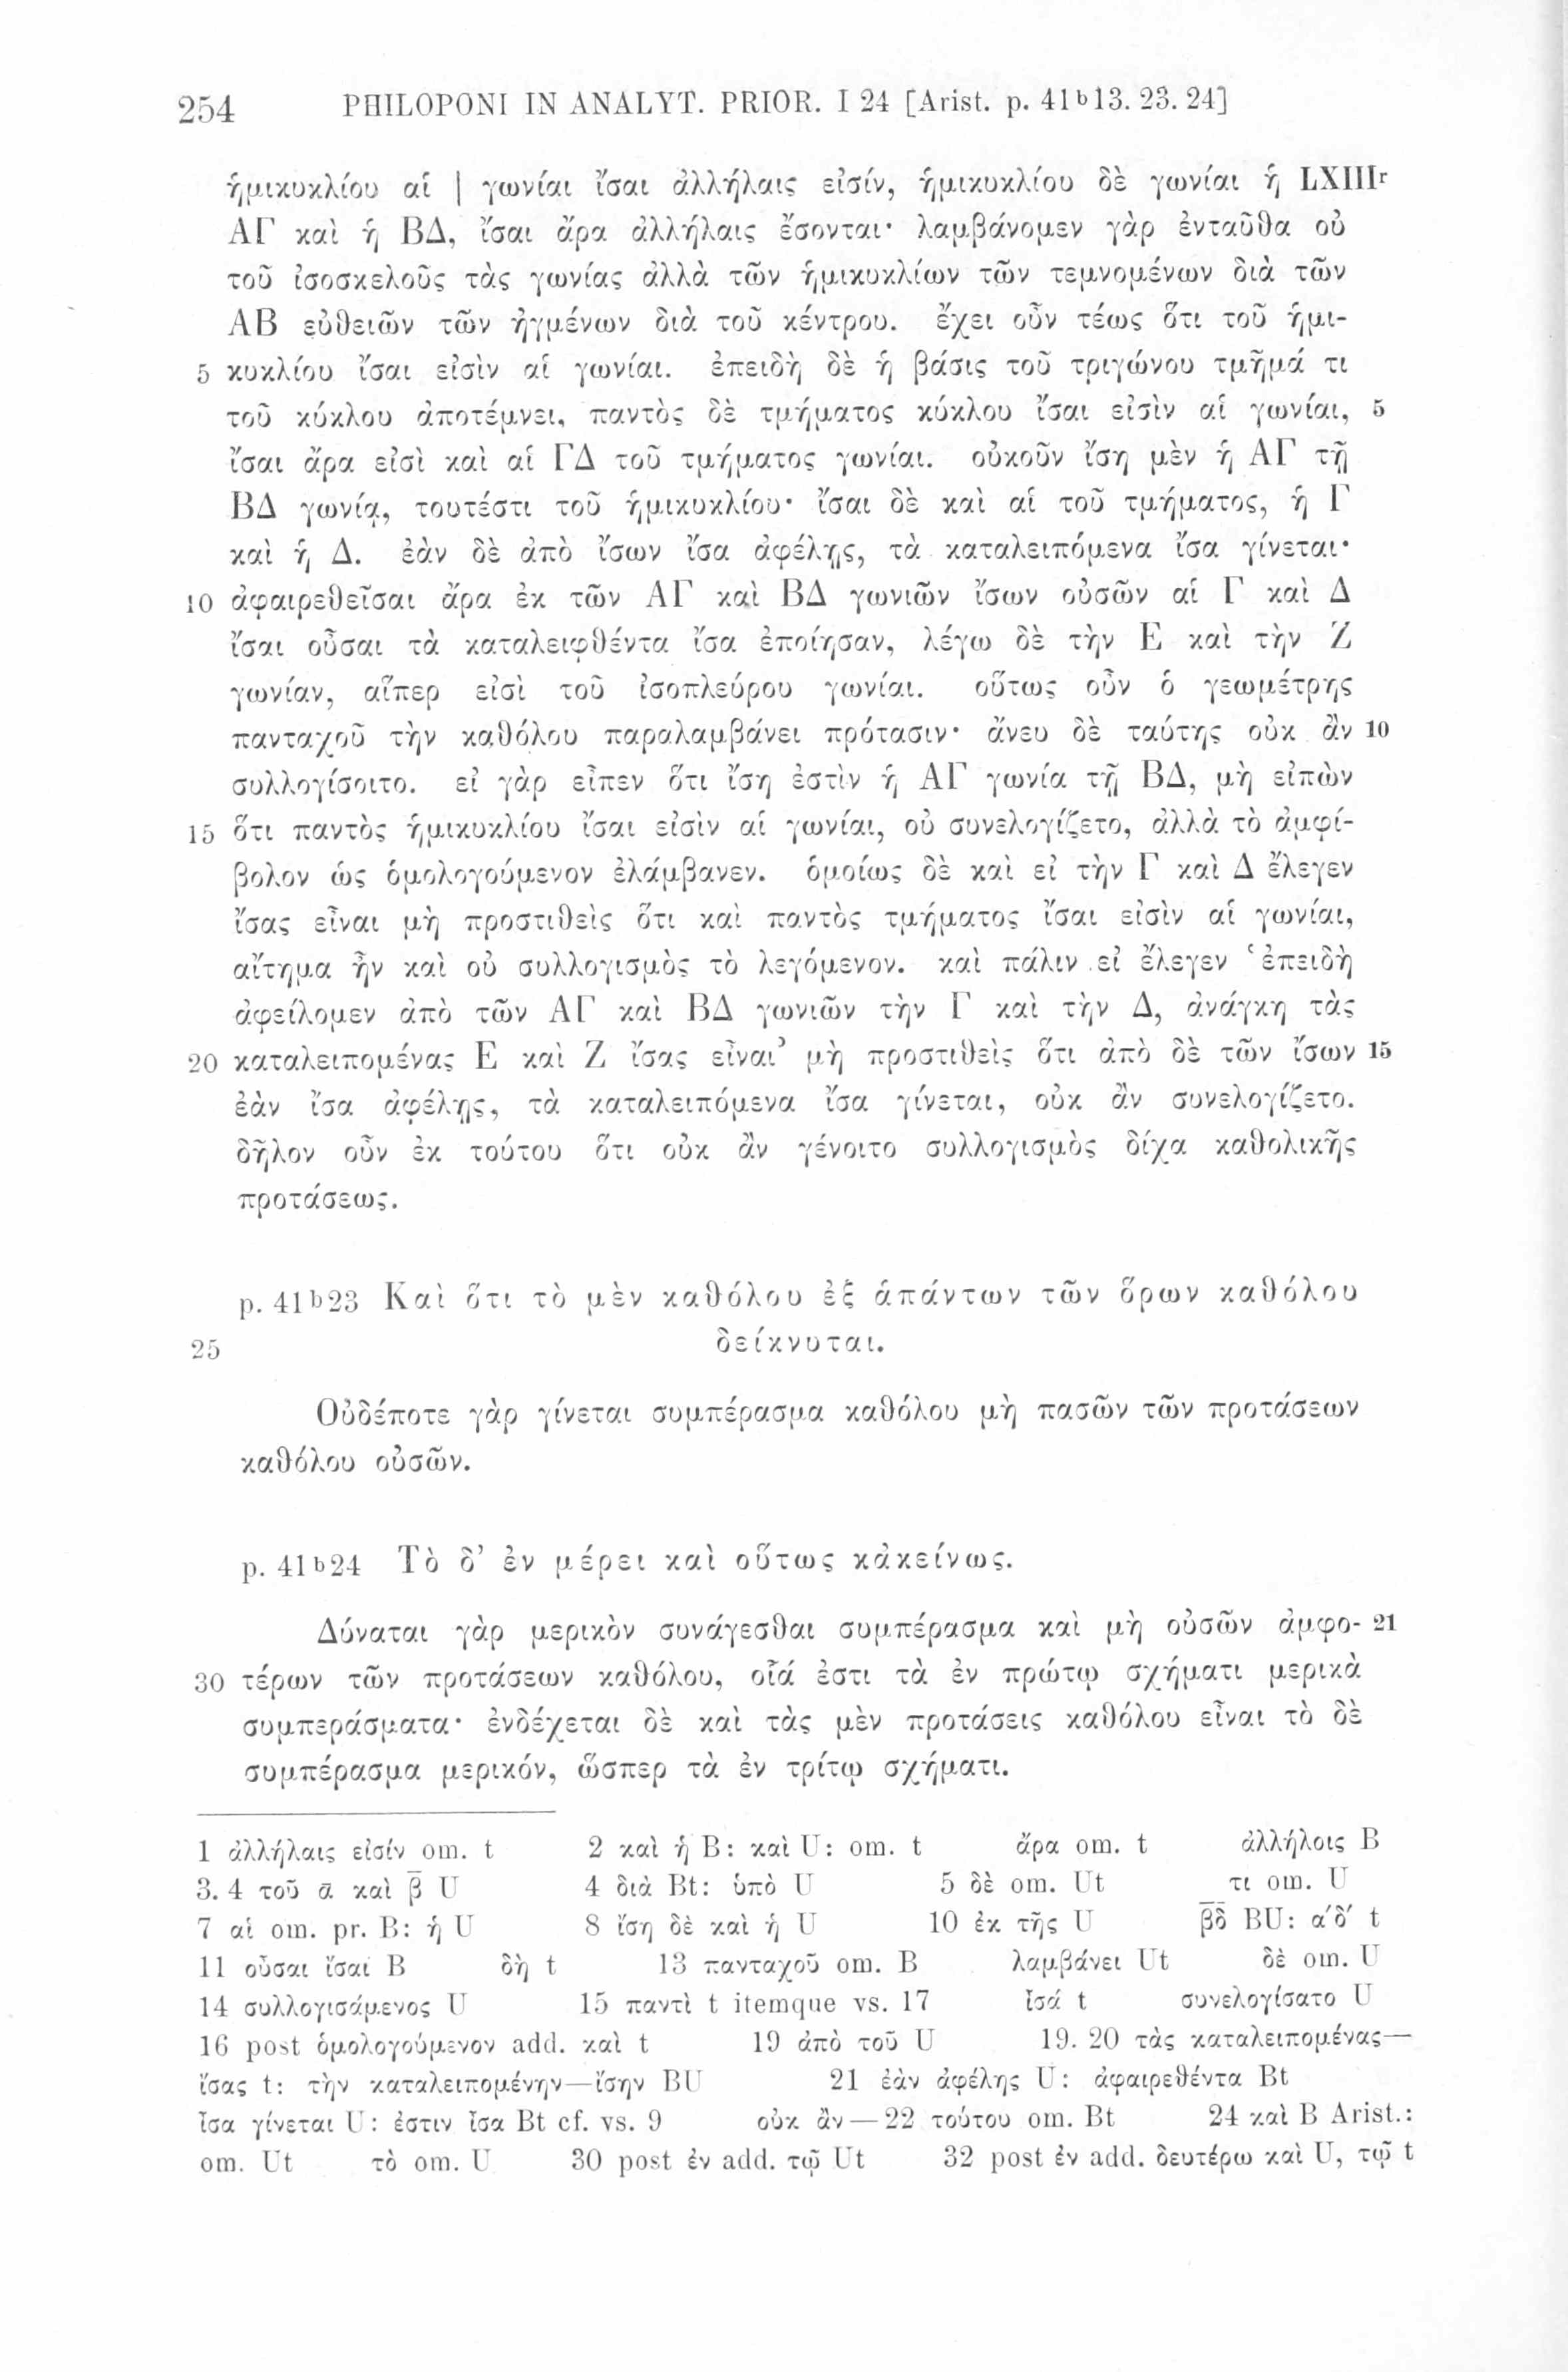 254 PHILOPONI IN ANALYT. PRIOR. I 24 [Arist. p. 41ᵇ13. 23. 24]
ἡμικυκλίου αἱ | γωνίαι ἴσαι ἀλλήλαις εἰσίν, ἡμικυκλίου δὲ γωνίαι ἡ LXIIIʳ
ΑΓ καὶ ἡ ΒΔ, ἴσαι ἄρα ἀλλήλαις ἔσονται· λαμβάνομεν γὰρ ἐνταῦθα οὐ
τοῦ ἰσοσκελοῦς τὰς γωνίας ἀλλὰ τῶν ἡμικυκλίων τῶν τεμνομένων διὰ τῶν
ΑΒ εὐθειῶν τῶν ἠγμένων διὰ τοῦ κέντρου. ἔχει οὖν τέως ὅτι τοῦ ἡμι-
5 κυκλίου ἴσαι εἰσὶν αἱ γωνίαι. ἐπειδὴ δὲ ἡ βάσις τοῦ τριγώνου τμῆμά τι
τοῦ κύκλου ἀποτέμνει, παντὸς δὲ τμήματος κύκλου ἴσαι εἰσὶν αἱ γωνίαι, 5
ἴσαι ἄρα εἰσὶ καὶ αἱ ΓΔ τοῦ τμήματος γωνίαι. οὐκοῦν ἴση μὲν ἡ ΑΓ τῇ
ΒΔ γωνίᾳ, τουτέστι τοῦ ἡμικυκλίου· ἴσαι δὲ καὶ αἱ τοῦ τμήματος, ἡ Γ
καὶ ἡ Δ. ἐὰν δὲ ἀπὸ ἴσων ἴσα ἀφέλῃς, τὰ καταλειπόμενα ἴσα γίνεται·
10 ἀφαιρεθεῖσαι ἄρα ἐκ τῶν ΑΓ καὶ ΒΔ γωνιῶν ἴσων οὐσῶν αἱ Γ καὶ Δ
ἴσαι οὖσαι τὰ καταλειφθέντα ἴσα ἐποίησαν, λέγω δὲ τὴν Ε καὶ τὴν Ζ
γωνίαν, αἵπερ εἰσὶ τοῦ ἰσοπλεύρου γωνίαι. οὕτως οὖν ὁ γεωμέτρης
πανταχοῦ τὴν καθόλου παραλαμβάνει πρότασιν· ἄνευ δὲ ταύτης οὐκ ἂν 10
συλλογίσοιτο. εἰ γὰρ εἶπεν ὅτι ἴση ἐστὶν ἡ ΑΓ γωνία τῇ ΒΔ, μὴ εἰπὼν
15 ὅτι παντὸς ἡμικυκλίου ἴσαι εἰσὶν αἱ γωνίαι, οὐ συνελογίζετο, ἀλλὰ τὸ ἀμφί-
βολον ὡς ὁμολογούμενον ἐλάμβανεν. ὁμοίως δὲ καὶ εἰ τὴν Γ καὶ Δ ἔλεγεν
ἴσας εἶναι μὴ προστιθεὶς ὅτι καὶ παντὸς τμήματος ἴσαι εἰσὶν αἱ γωνίαι,
αἴτημα ἦν καὶ οὐ συλλογισμὸς τὸ λεγόμενον. καὶ πάλιν εἰ ἔλεγεν ‘ἐπειδὴ
ἀφείλομεν ἀπὸ τῶν ΑΓ καὶ ΒΔ γωνιῶν τὴν Γ καὶ τὴν Δ, ἀνάγκη τὰς
20 καταλειπομένας Ε καὶ Ζ ἴσας εἶναι’ μὴ προστιθεὶς ὅτι ἀπὸ δὲ τῶν ἴσων 15
ἐὰν ἴσα ἀφέλῃς, τὰ καταλειπόμενα ἴσα γίνεται, οὐκ ἂν συνελογίζετο.
δῆλον οὖν ἐκ τούτου ὅτι οὐκ ἂν γένοιτο συλλογισμὸς δίχα καθολικῆς
προτάσεως.
p. 41ᵇ23 Καὶ ὅτι τὸ μὲν καθόλου ἐξ ἁπάντων τῶν ὅρων καθόλου
25 δείκνυται.
Οὐδέποτε γὰρ γίνεται συμπέρασμα καθόλου μὴ πασῶν τῶν προτάσεων
καθόλου οὐσῶν.
p. 41ᵇ24 Τὸ δ’ ἐν μέρει καὶ οὕτως κἀκείνως.
Δύναται γὰρ μερικὸν συνάγεσθαι συμπέρασμα καὶ μὴ οὐσῶν ἀμφο- 21
30 τέρων τῶν προτάσεων καθόλου, οἷά ἐστι τὰ ἐν πρώτῳ σχήματι μερικὰ
συμπεράσματα· ἐνδέχεται δὲ καὶ τὰς μὲν προτάσεις καθόλου εἶναι τὸ δὲ
συμπέρασμα μερικόν, ὥσπερ τὰ ἐν τρίτῳ σχήματι.
1 ἀλλήλαις εἰσίν om. t 2 καὶ ἡ B: καὶ U: om. t ἄρα om. t ἀλλήλοις B
3. 4 τοῦ α̅ καὶ β̅ U 4 διὰ Bt: ὑπὸ U 5 δὲ om. Ut τι om. U
7 αἱ om. pr. B: ἡ U 8 ἴση δὲ καὶ ἡ U 10 ἐκ τῆς U β̅δ̅ BU: α'δ' t
11 οὖσαι ἴσαι B δὴ t 13 πανταχοῦ om. B λαμβάνει Ut δὲ om. U
14 συλλογισάμενος U 15 παντὶ t itemque vs. 17 ἴσά t συνελογίσατο U
16 post ὁμολογούμενον add. καὶ t 19 ἀπὸ τοῦ U 19. 20 τὰς καταλειπομένας—
ἴσας t: τὴν καταλειπομένην—ἴσην BU 21 ἐὰν ἀφέλης U: ἀφαιρεθέντα Bt
ἴσα γίνεται U: ἐστιν ἴσα Bt cf. vs. 9 οὐκ ἂν—22 τούτου om. Bt 24 καὶ B Arist.:
om. Ut τὸ om. U 30 post ἐν add. τῷ Ut 32 post ἐν add. δευτέρω καὶ U, τῷ t